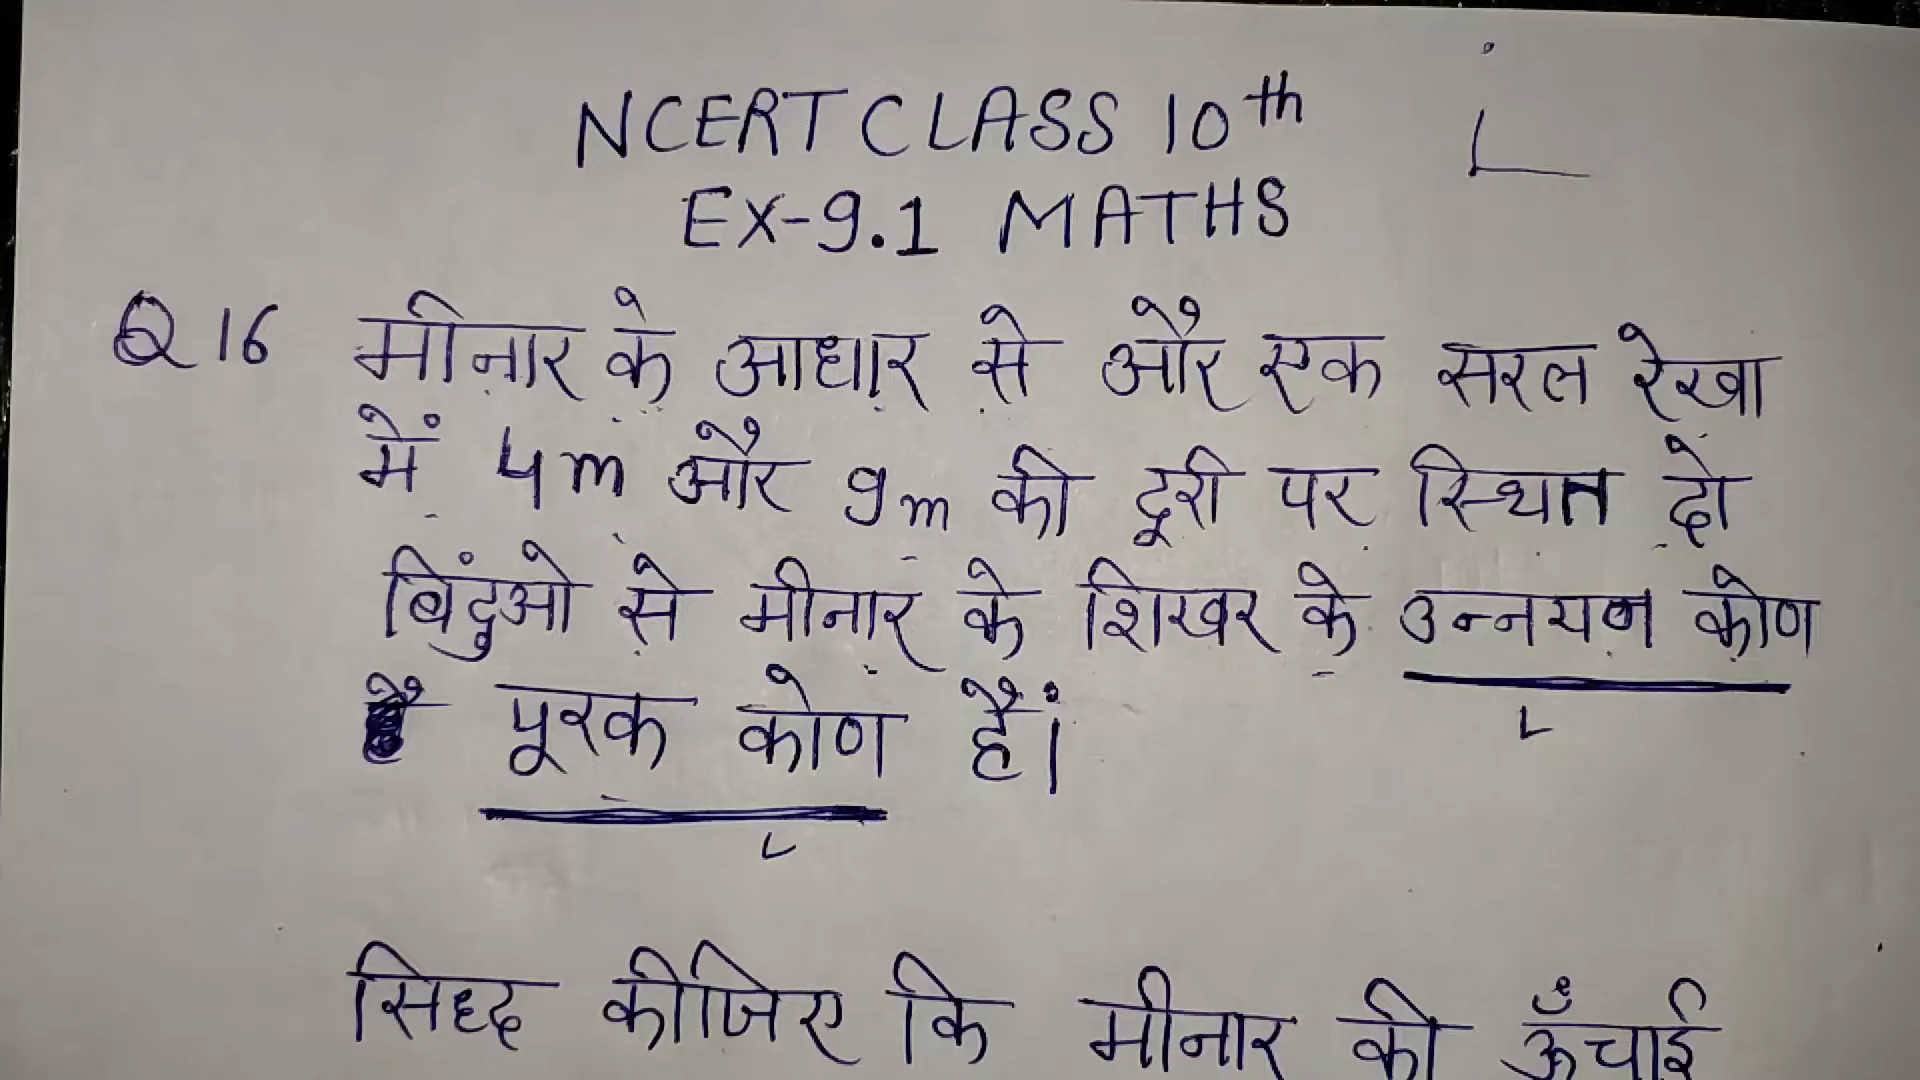 NCERT CLASS 10th
EX-9.1 MATHS
Q16 मीनार के आधार से और एक सरल रेखा
में 4m और 9m की दूरी पर स्थित दो
बिंदुओ से मीनार के शिखर के उन्नयन कोण
पूरक कोण हैं।
सिध्द कीजिए कि मीनार की ऊँचाई